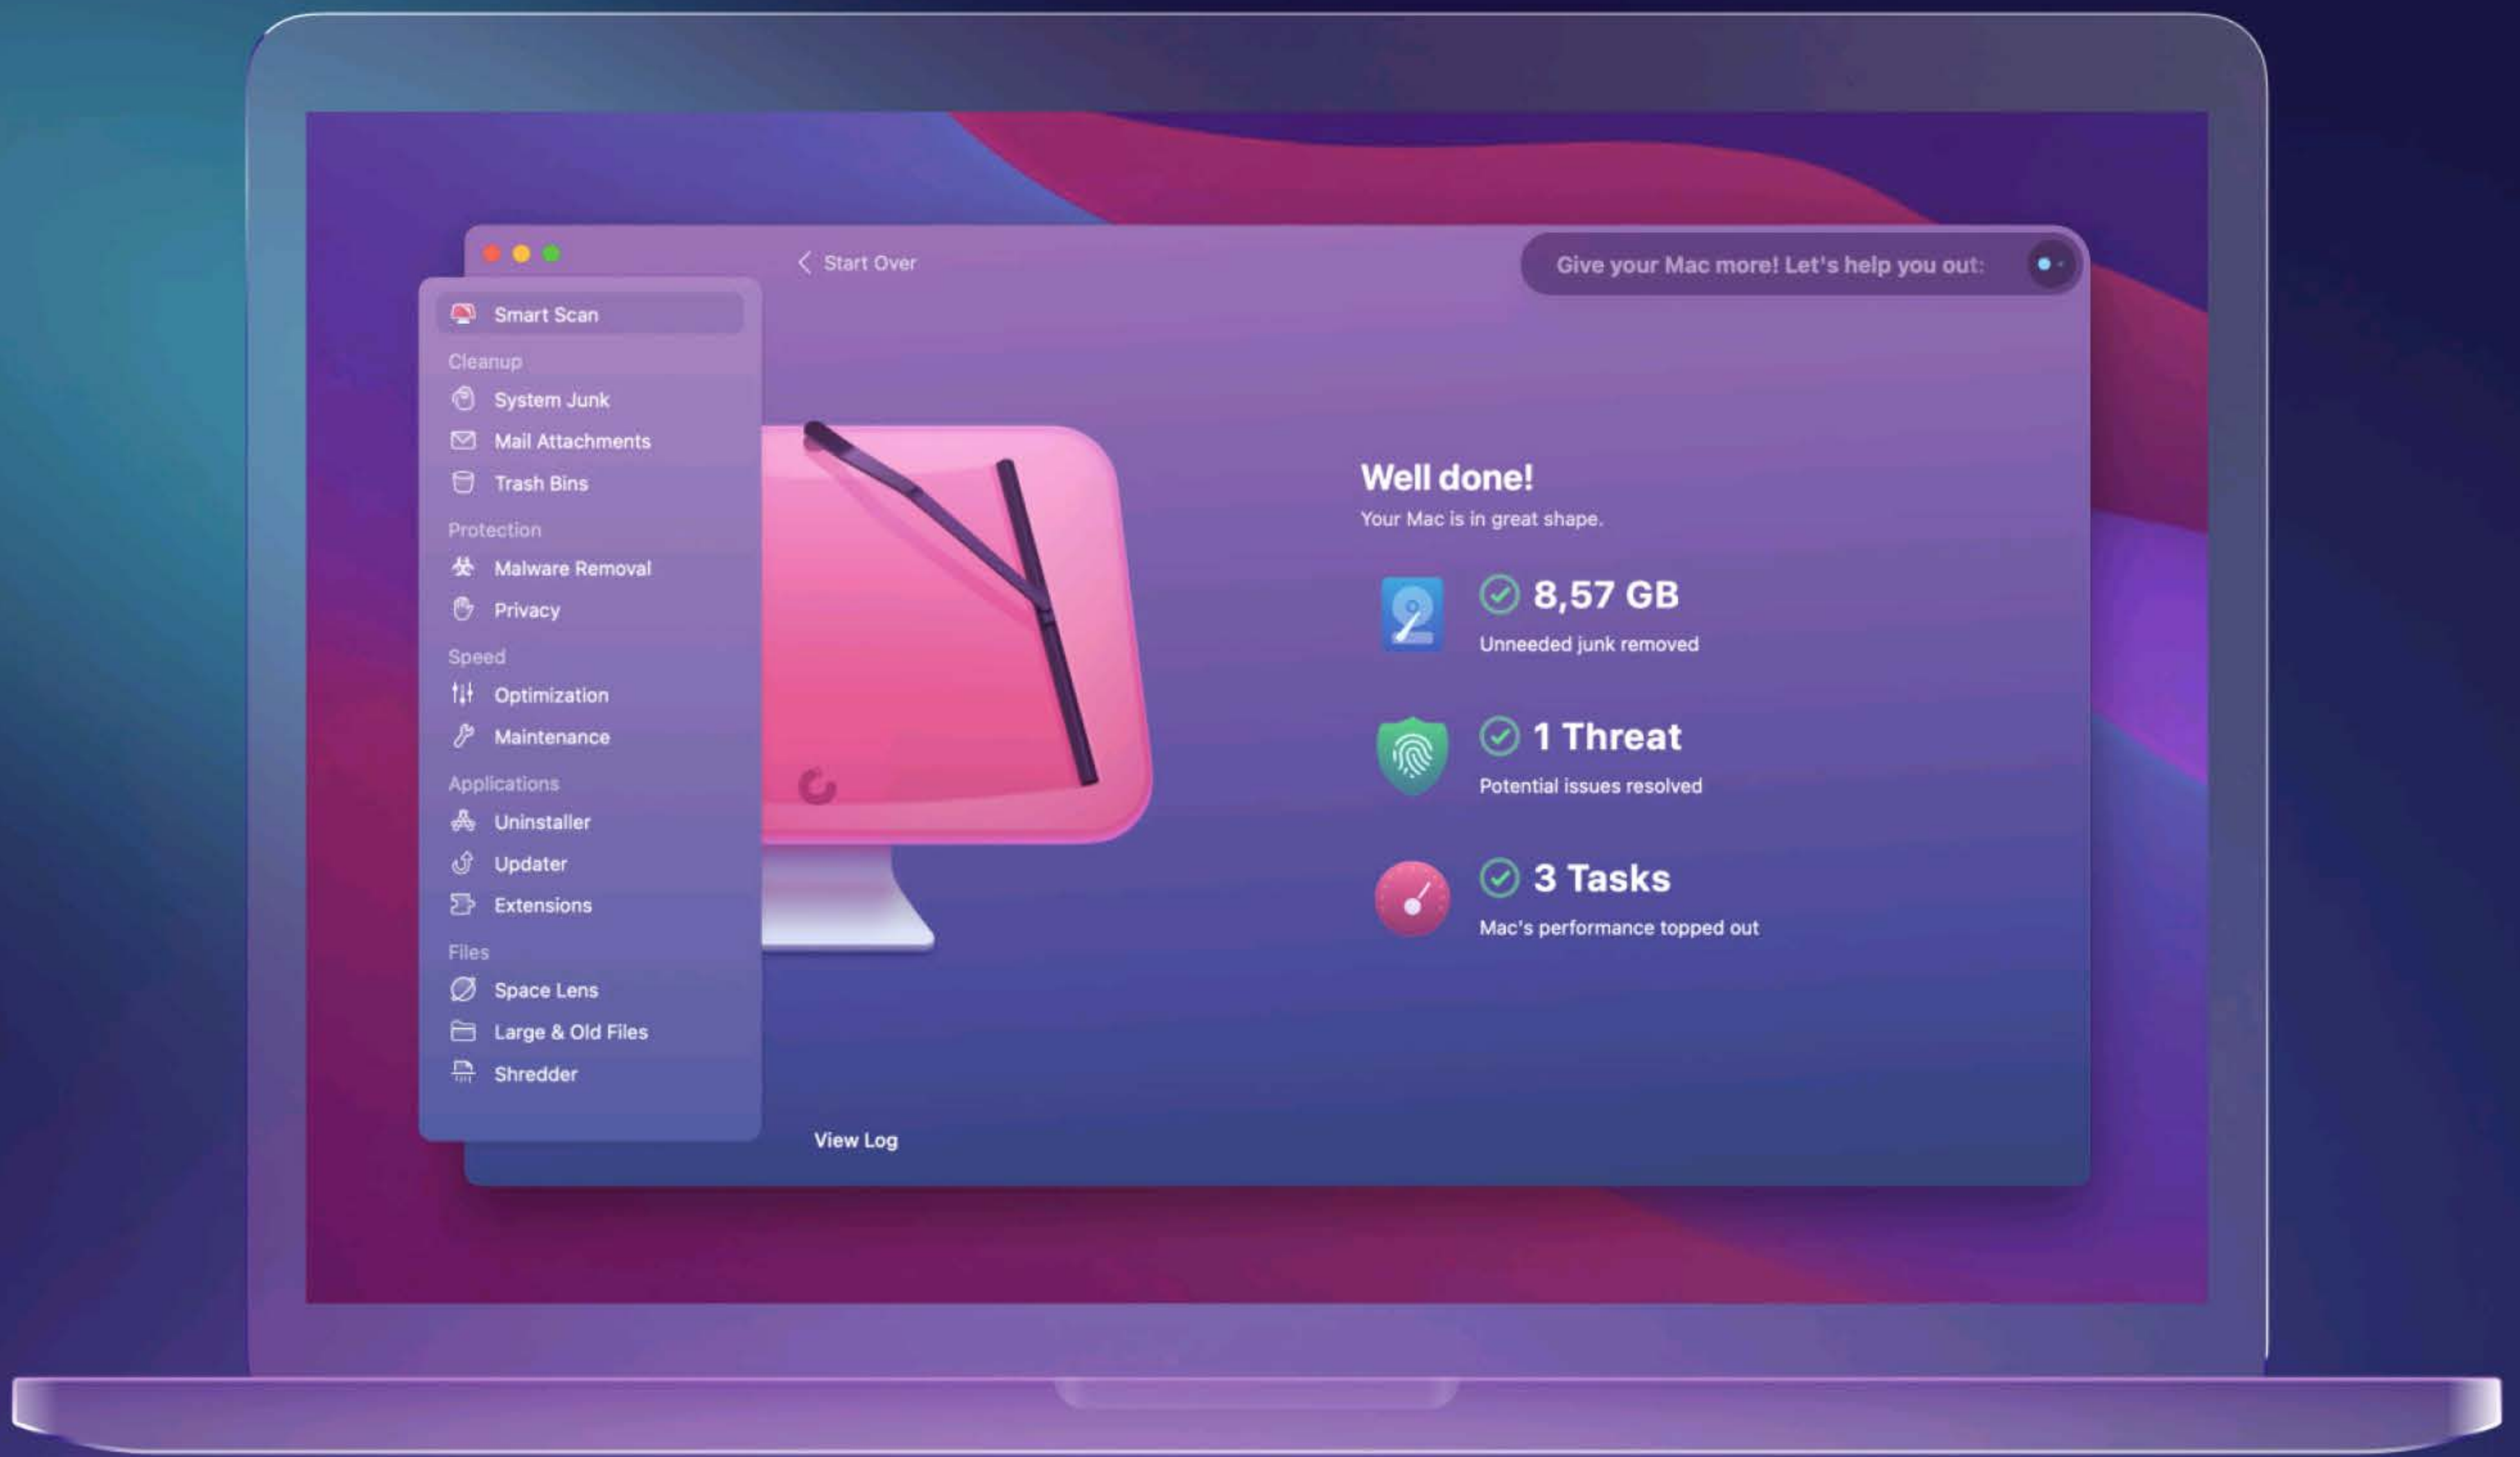 Start Over
Give your Mac more! Let's help you out:
Smart Scan
Cleanup
System Junk
Mail Attachments
Trash Bins
Protection
Malware Removal
Privacy
Speed
Optimization
Maintenance
Applications
Uninstaller
Updater
Extensions
Files
Space Lens
Large & Old Files
Shredder
Well done!
Your Mac is in great shape.
8,57 GB
Unneeded junk removed
1 Threat
Potential issues resolved
3 Tasks
Mac's performance topped out
View Log